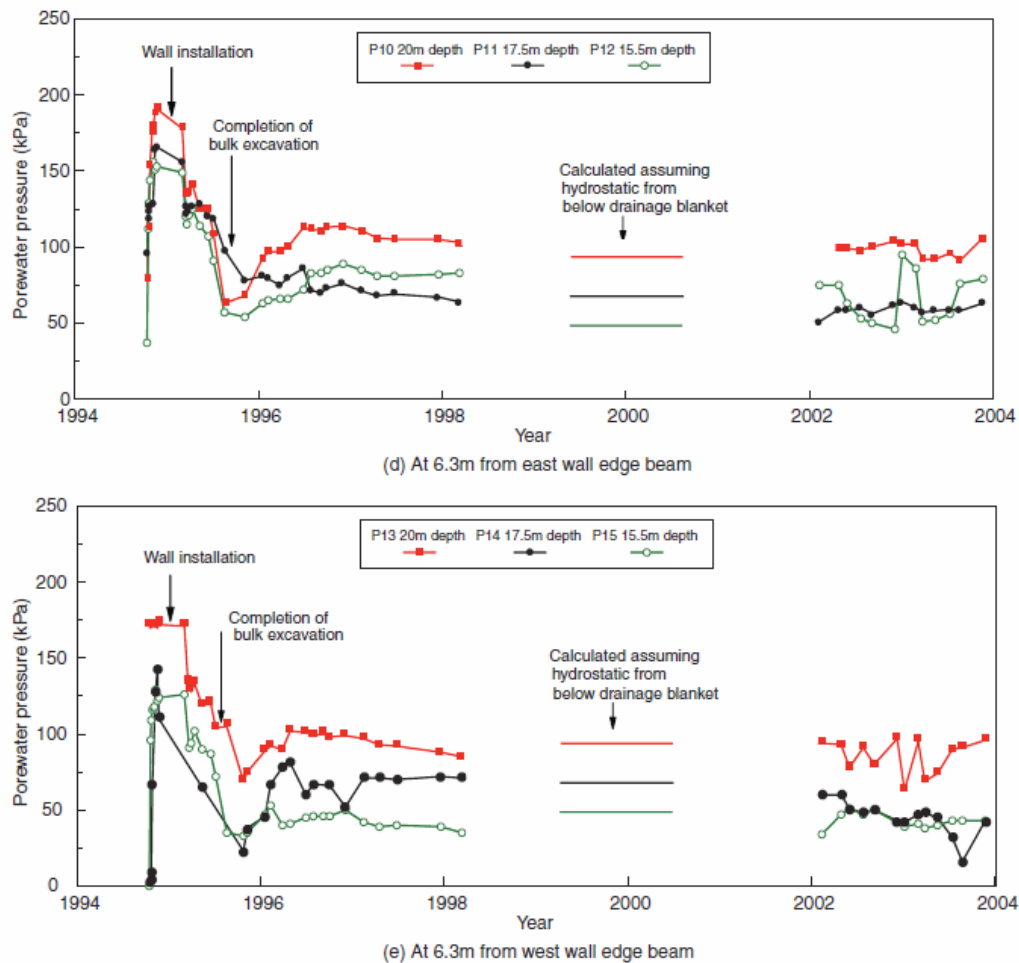 250
Wall installation
P10 20m depth P11 17.5m depth P12 15.5m depth
200
Completion of
bulk excavation
150
Calculated assuming
hydrostatic from
below drainage blanket
100
50
0
Porewater pressure (kPa)
1994 1996 1998 2000 2002 2004
Year
(d) At 6.3m from east wall edge beam
250
P13 20m depth P14 17.5m depth P15 15.5m depth
Wall installation
200
Completion of
bulk excavation
150
Calculated assuming
hydrostatic from
below drainage blanket
100
50
0
Porewater pressure (kPa)
1994 1996 1998 2000 2002 2004
Year
(e) At 6.3m from west wall edge beam